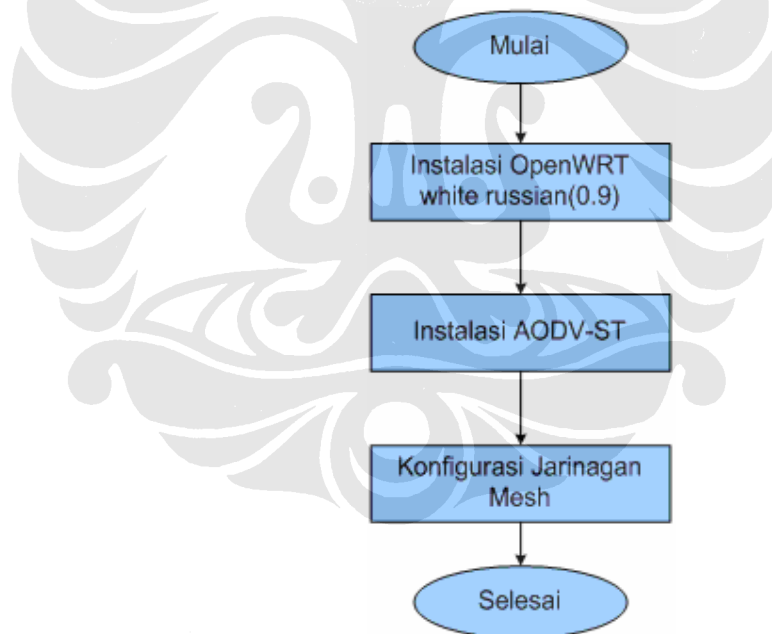 Mulai
Instalasi OpenWRT
white russian(0.9)
Instalasi AODV-ST
Konfigurasi Jarinagan
Mesh
Selesai